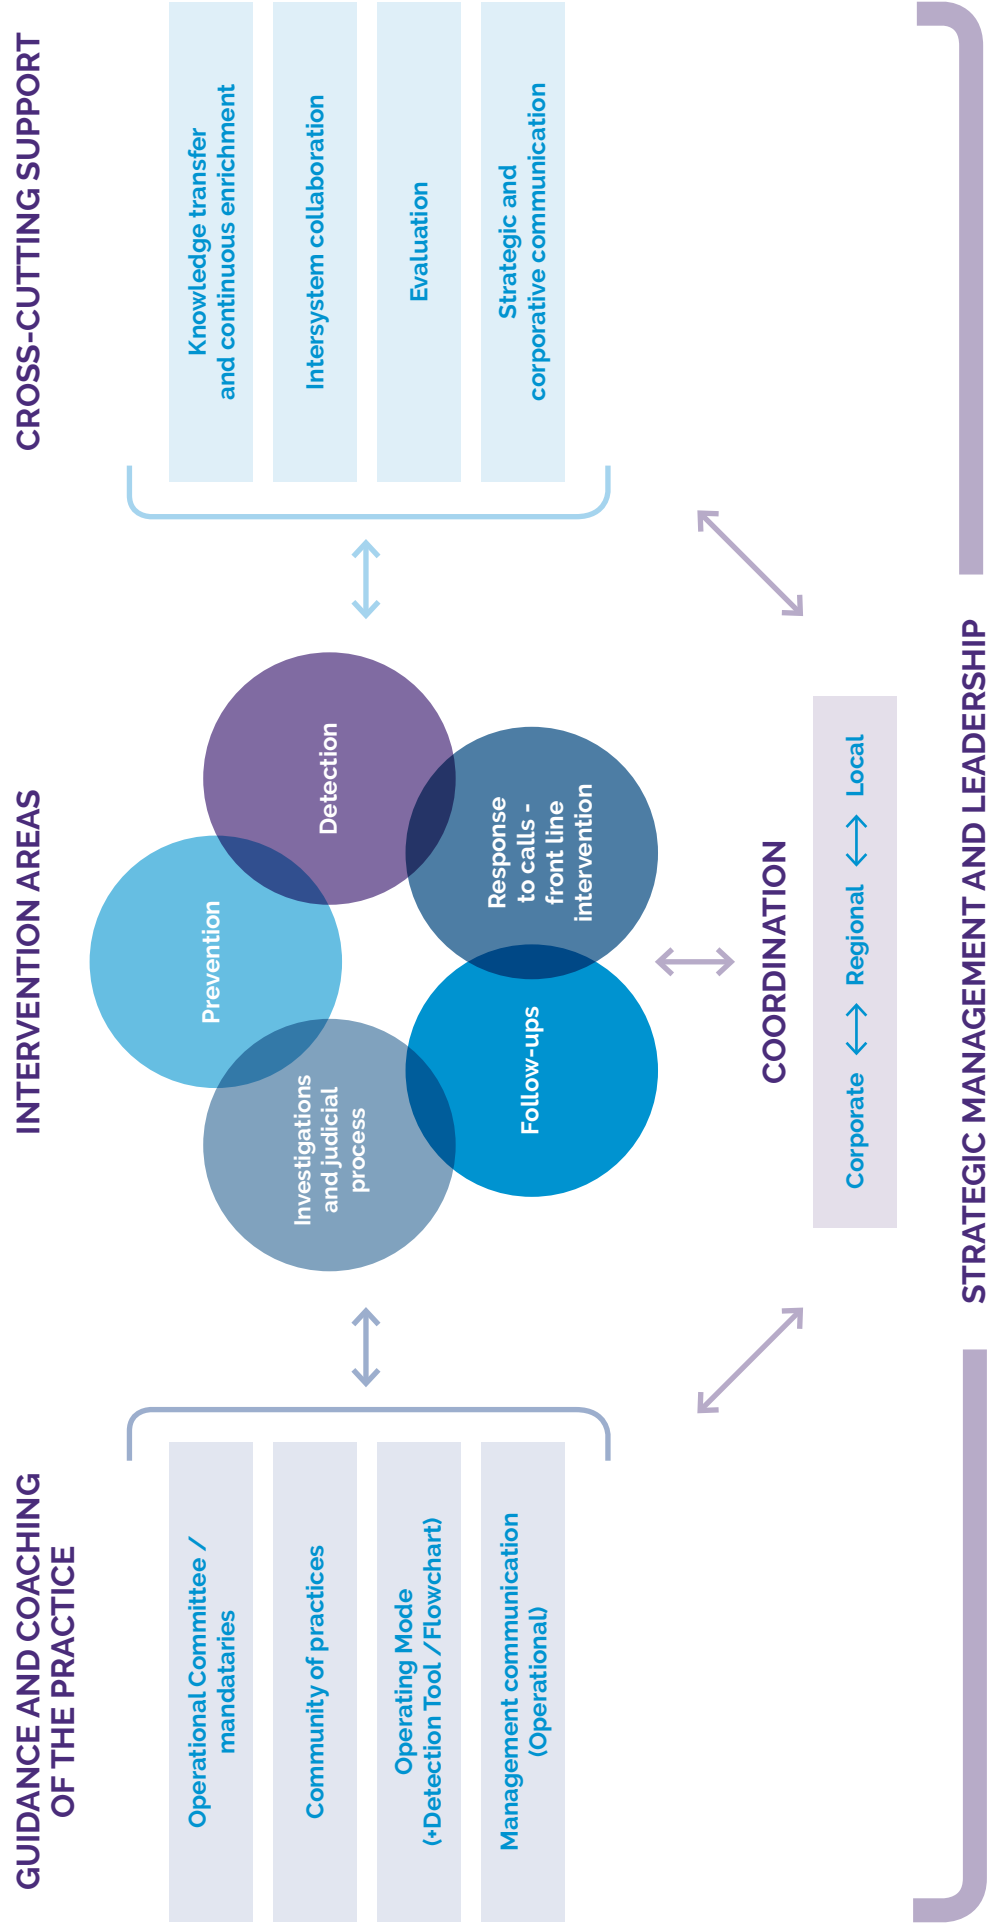 GUIDANCE AND COACHING
OF THE PRACTICE
Operational Committee /
mandataries
Community of practices
Operating Mode
(+Detection Tool /Flowchart)
Management communication
(Operational)
INTERVENTION AREAS
Prevention
Investigations
and judicial
process
Detection
Follow-ups
Response
to calls -
front line
intervention
CROSS-CUTTING SUPPORT
Knowledge transfer
and continuous enrichment
Intersystem collaboration
Evaluation
Strategic and
corporative communication
COORDINATION
Corporate Regional Local
STRATEGIC MANAGEMENT AND LEADERSHIP